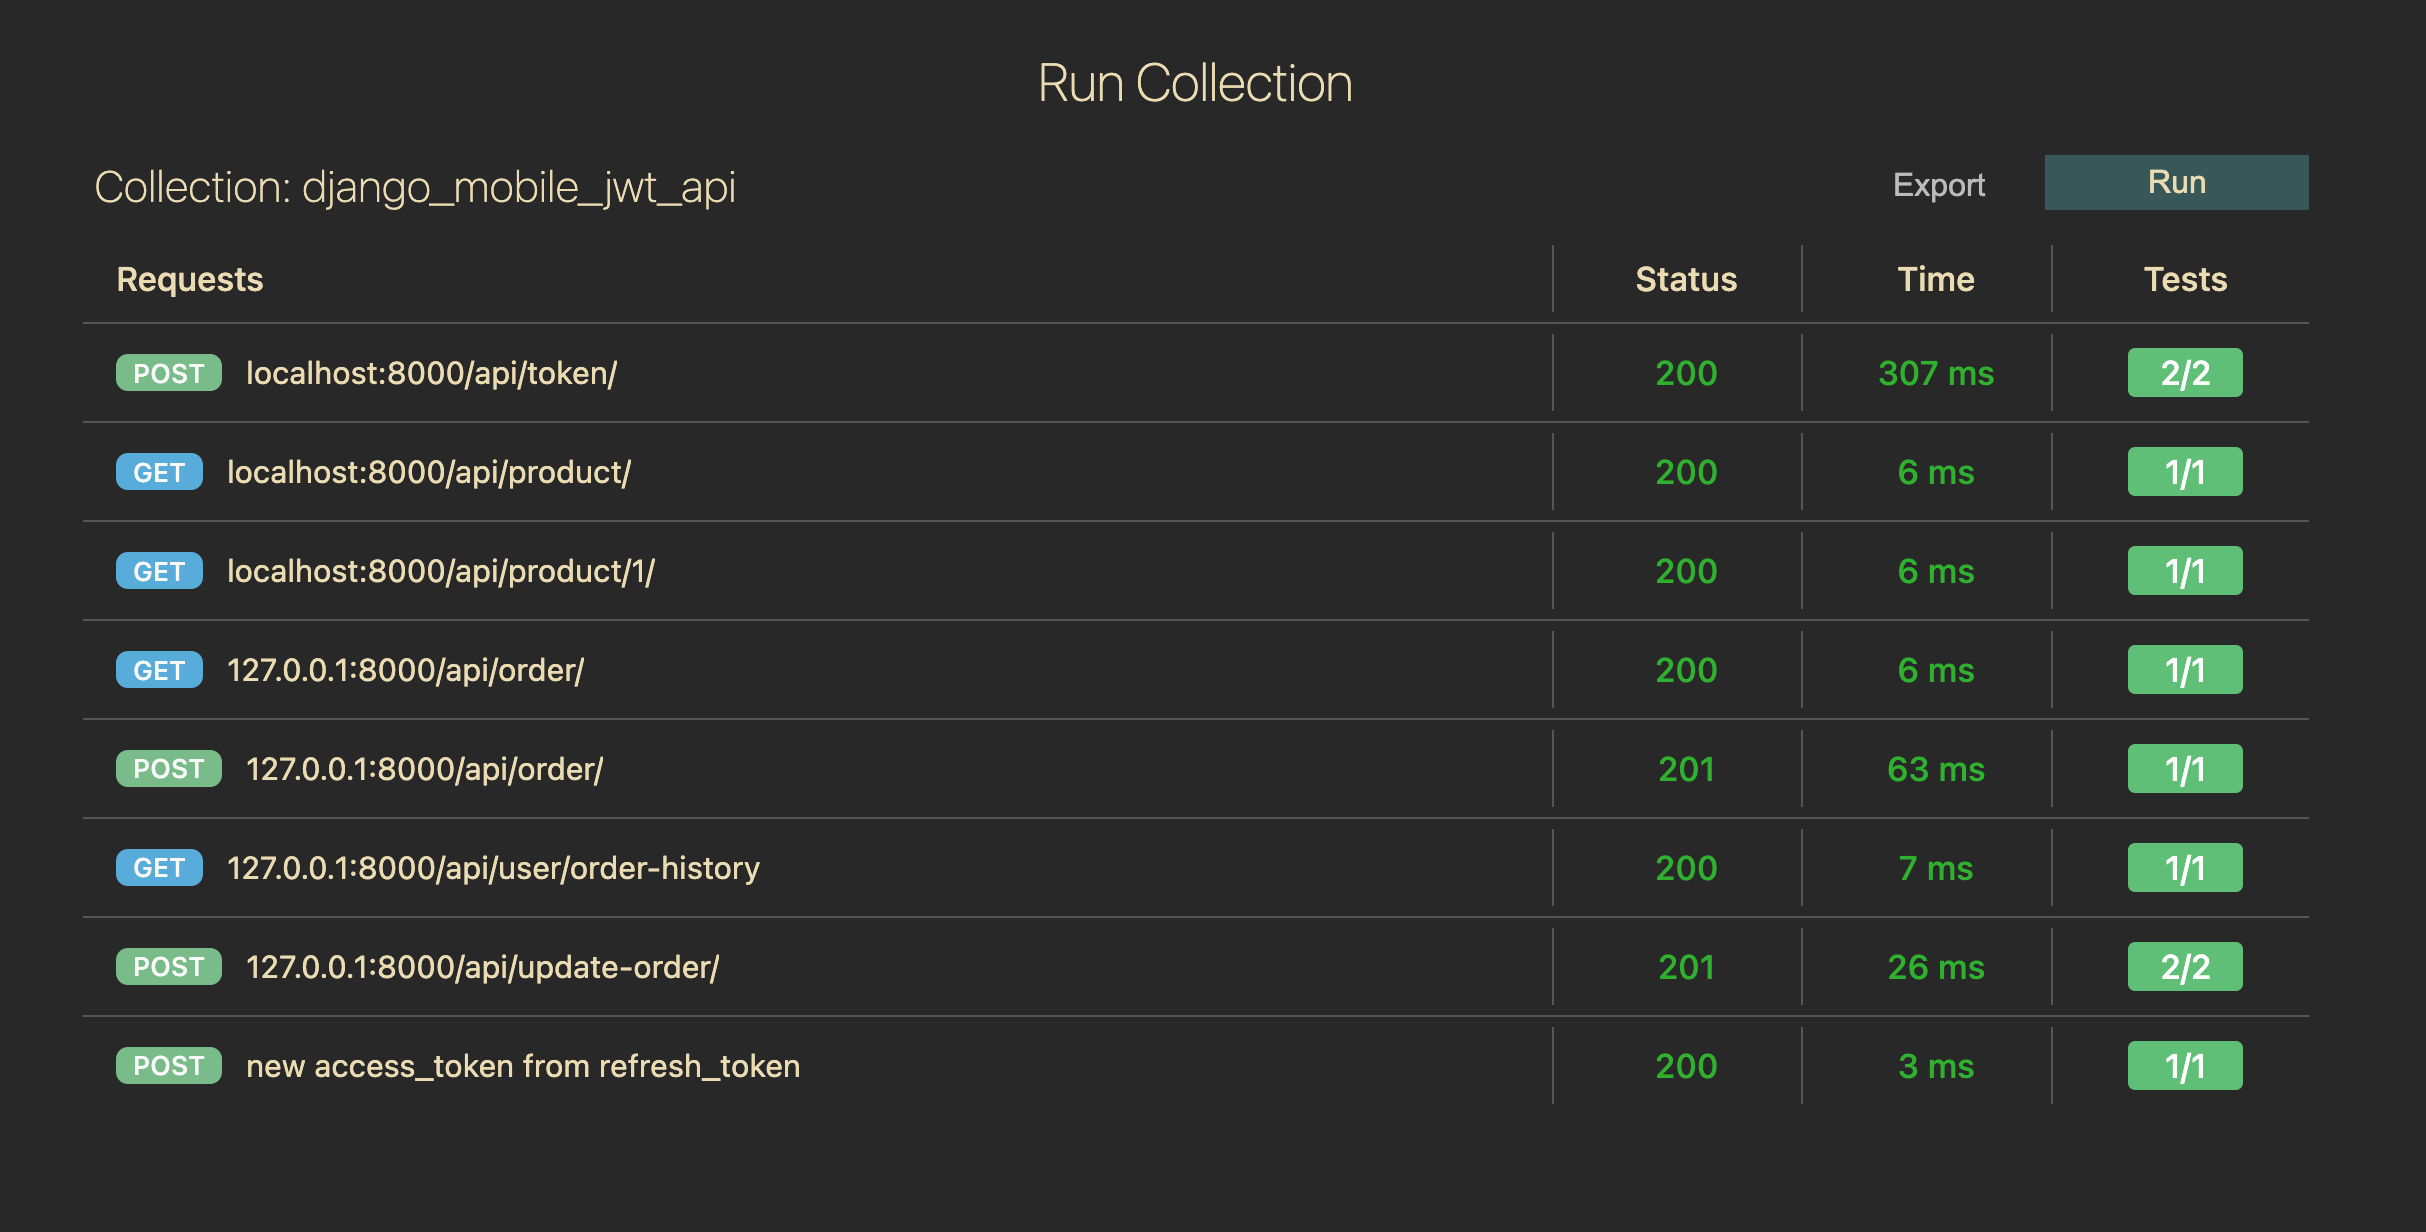 Run Collection
Collection: django_mobile_jwt_api Export Run
Requests Status Time Tests
POST localhost:8000/api/token/ 200 307 ms 2/2
GET localhost:8000/api/product/ 200 6 ms 1/1
GET localhost:8000/api/product/1/ 200 6 ms 1/1
GET 127.0.0.1:8000/api/order/ 200 6 ms 1/1
POST 127.0.0.1:8000/api/order/ 201 63 ms 1/1
GET 127.0.0.1:8000/api/user/order-history 200 7 ms 1/1
POST 127.0.0.1:8000/api/update-order/ 201 26 ms 2/2
POST new access_token from refresh_token 200 3 ms 1/1